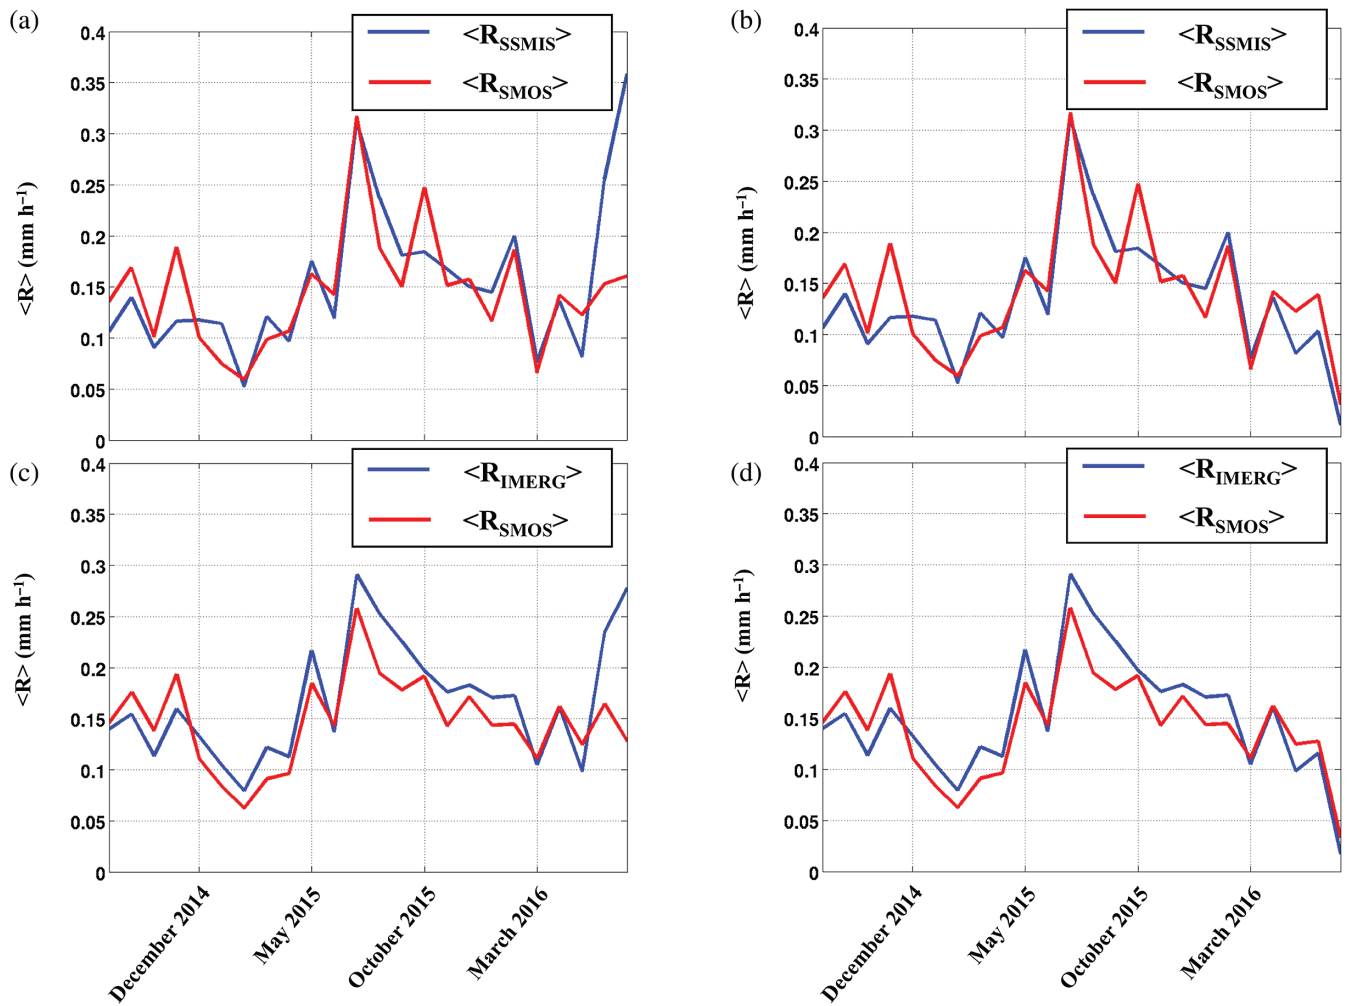 (a)
<R_SSMIS>
<R_SMOS>
0.4
0.35
0.3
0.25
0.2
0.15
0.1
0.05
0
<R> (mm h⁻¹)
(b)
<R_SSMIS>
<R_SMOS>
0.4
0.35
0.3
0.25
0.2
0.15
0.1
0.05
0
<R> (mm h⁻¹)
(c)
<R_IMERG>
<R_SMOS>
0.4
0.35
0.3
0.25
0.2
0.15
0.1
0.05
0
<R> (mm h⁻¹)
December 2014
May 2015
October 2015
March 2016
(d)
<R_IMERG>
<R_SMOS>
0.4
0.35
0.3
0.25
0.2
0.15
0.1
0.05
0
<R> (mm h⁻¹)
December 2014
May 2015
October 2015
March 2016